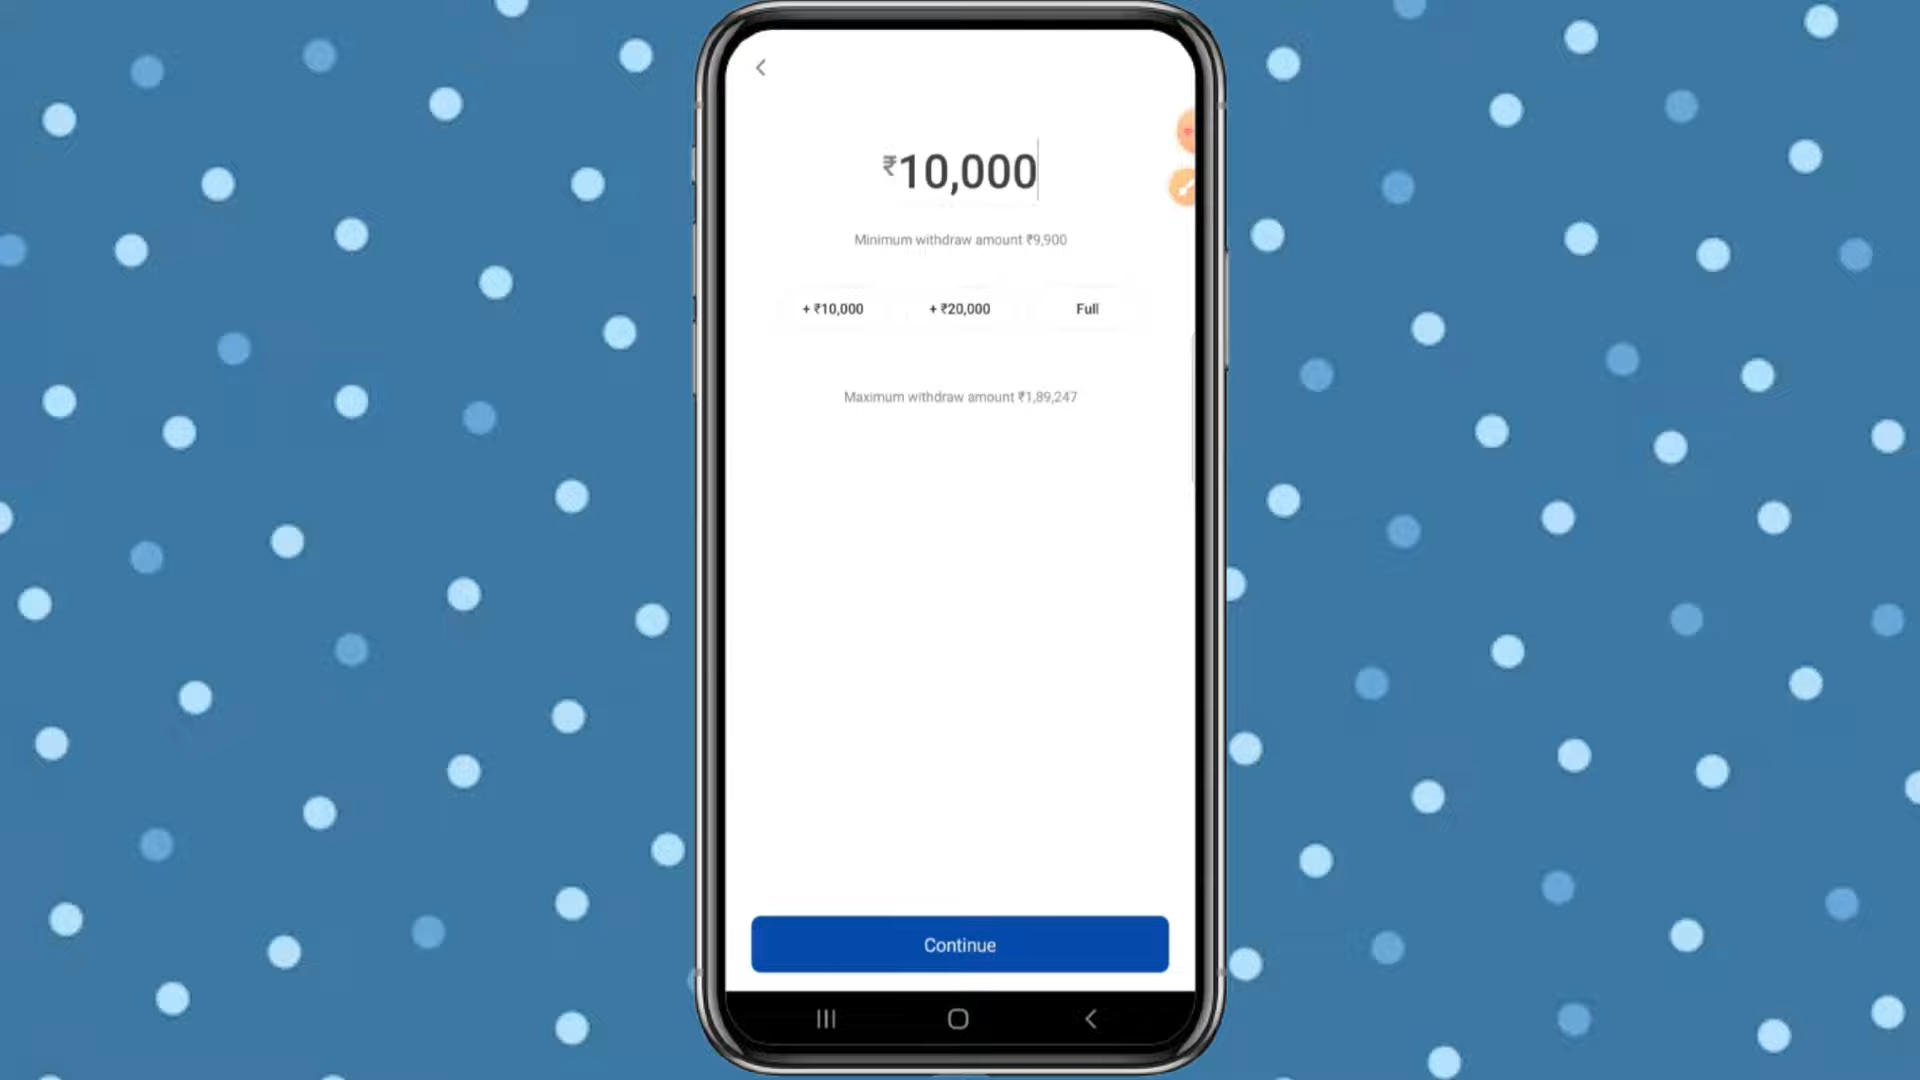 ₹10,000
Minimum withdraw amount ₹9,900
+ ₹10,000 + ₹20,000 Full
Maximum withdraw amount ₹1,89,247
Continue